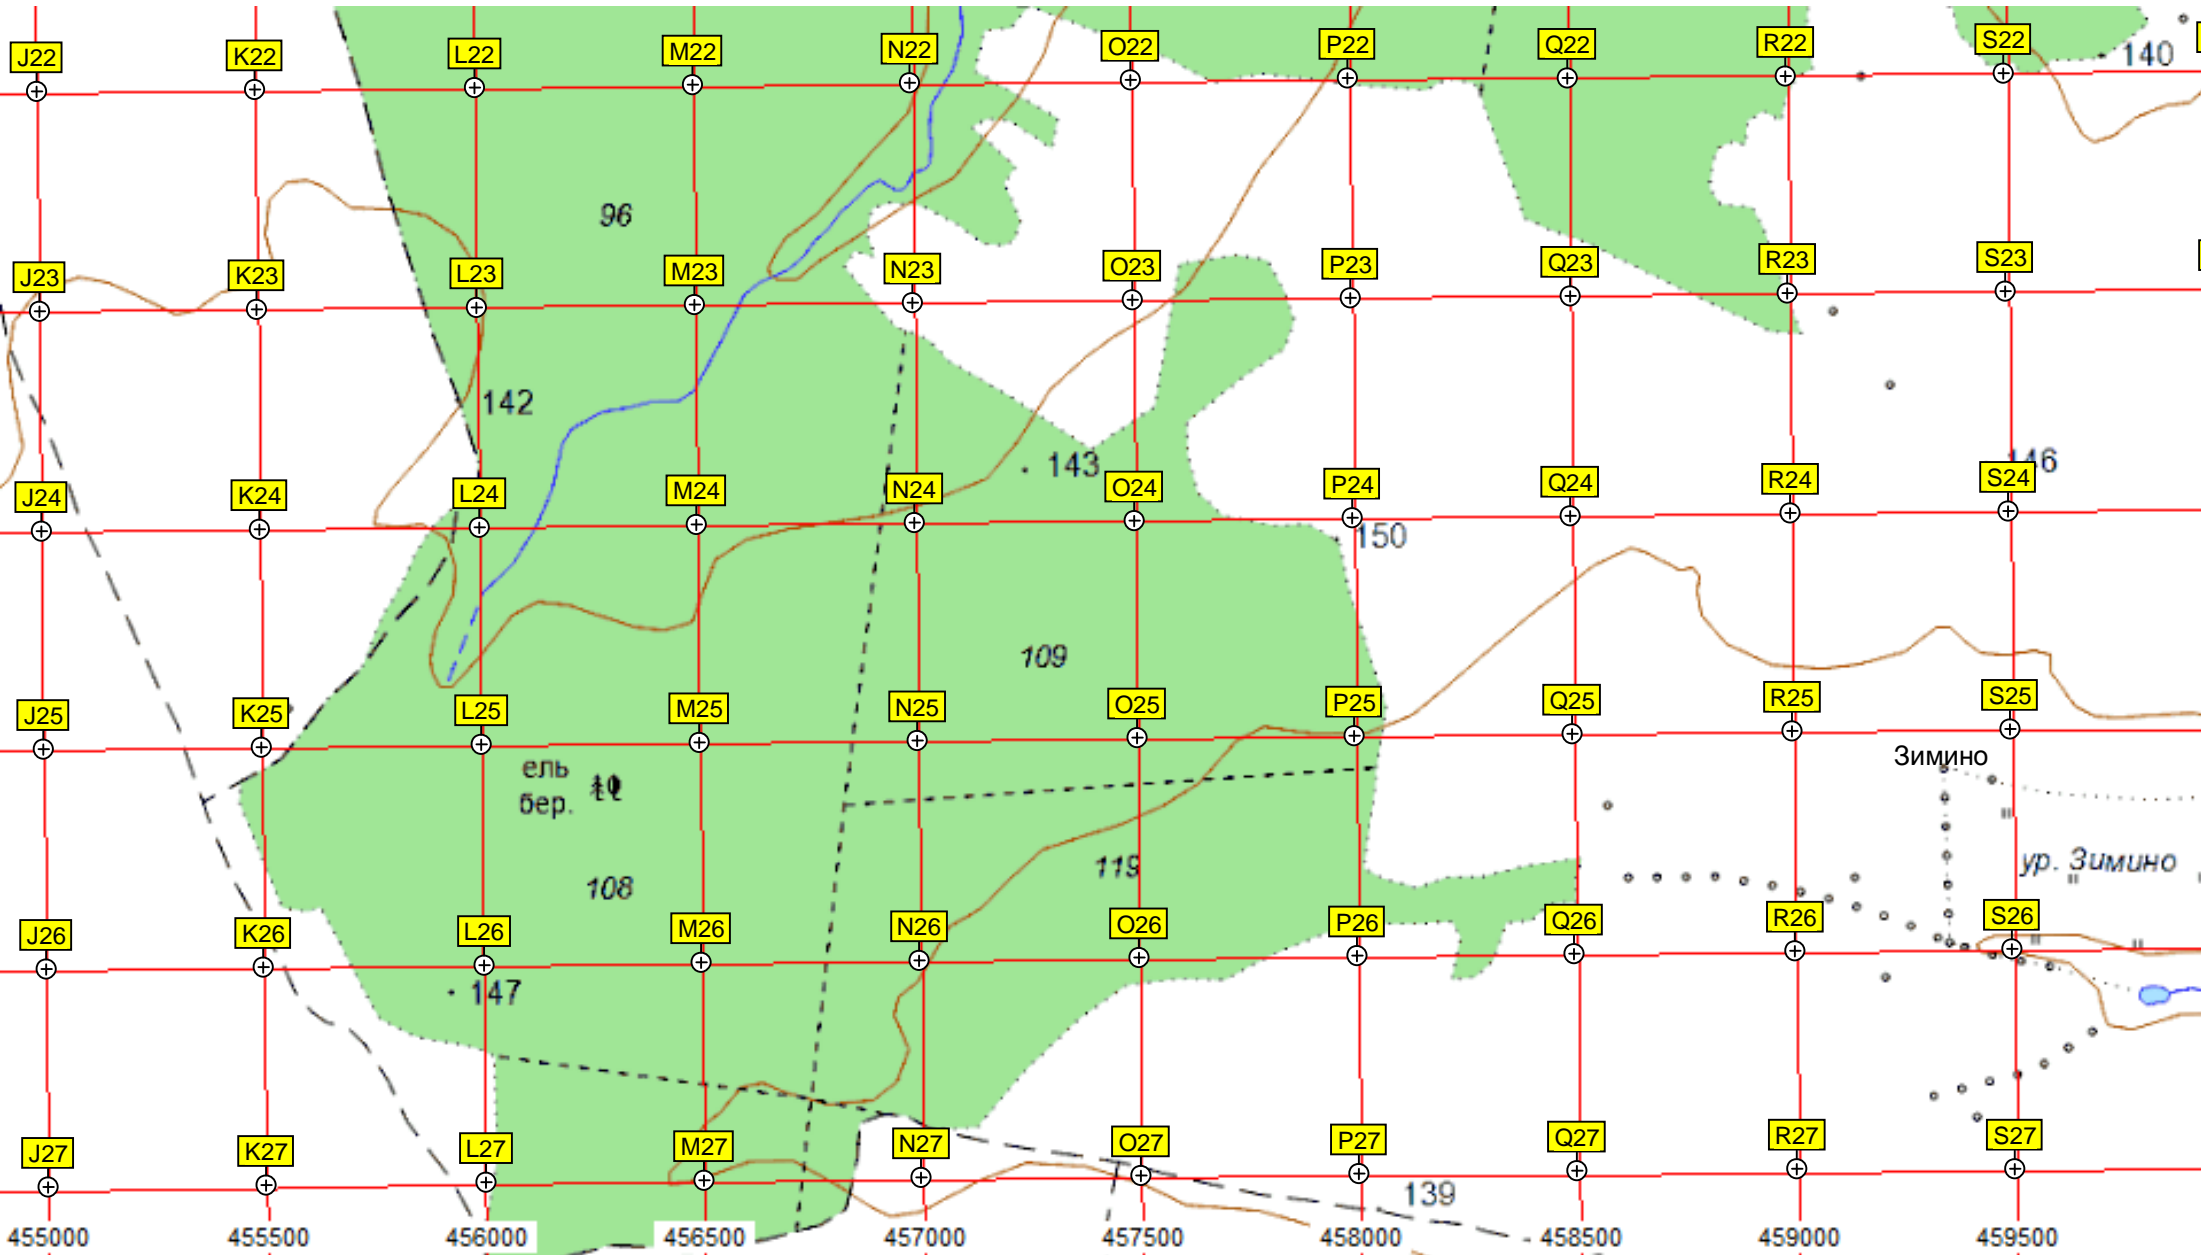 J22 K22 L22 M22 N22 O22 P22 Q22 R22 S22
140
96
J23 K23 L23 M23 N23 O23 P23 Q23 R23 S23
142
143
146
J24 K24 L24 M24 N24 O24 P24 Q24 R24 S24
150
109
J25 K25 L25 M25 N25 O25 P25 Q25 R25 S25
Зимино
ель
бер.
119
ур. Зимино
108
J26 K26 L26 M26 N26 O26 P26 Q26 R26 S26
147
J27 K27 L27 M27 N27 O27 P27 Q27 R27 S27
139
455000 455500 456000 456500 457000 457500 458000 458500 459000 459500